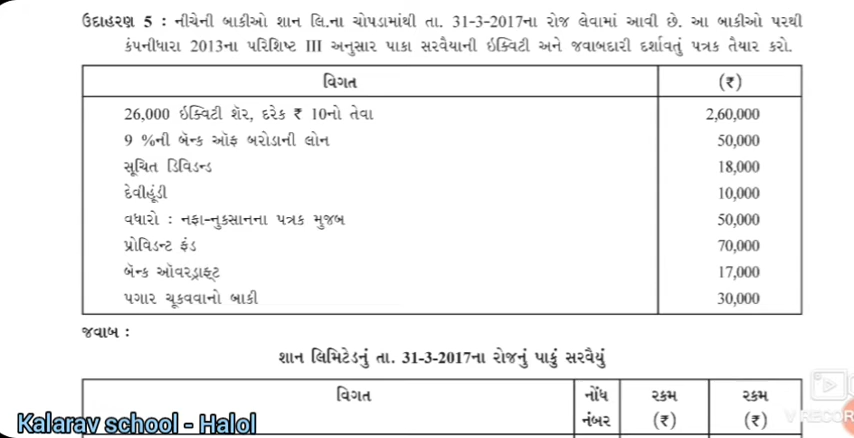 ઉદાહરણ 5 : નીચેની બાકીઓ શાન લિ.ના ચોપડામાંથી તા. 31-3-2017ના રોજ લેવામાં આવી છે. આ બાકીઓ પરથી
કંપનીધારા 2013ના પરિશિષ્ટ III અનુસાર પાકા સરવૈયાની ઇક્વિટી અને જવાબદારી દર્શાવતું પત્રક તૈયાર કરો.
વિગત (₹)
26,000 ઇક્વિટી શૅર, દરેક ₹ 10નો તેવા 2,60,000
9 %ની બૅન્ક ઑફ બરોડાની લોન 50,000
સૂચિત ડિવિડન્ડ 18,000
દેવીહૂંડી 10,000
વધારો : નફા-નુકસાનના પત્રક મુજબ 50,000
પ્રોવિડન્ટ ફંડ 70,000
બૅન્ક ઑવરડ્રાફ્ટ 17,000
પગાર ચૂકવવાનો બાકી 30,000
જવાબ :
શાન લિમિટેડનું તા. 31-3-2017ના રોજનું પાકું સરવૈયું
વિગત નોંધ રકમ રકમ
નંબર (₹) (₹)
Kalarav school - Halol
V RECOR